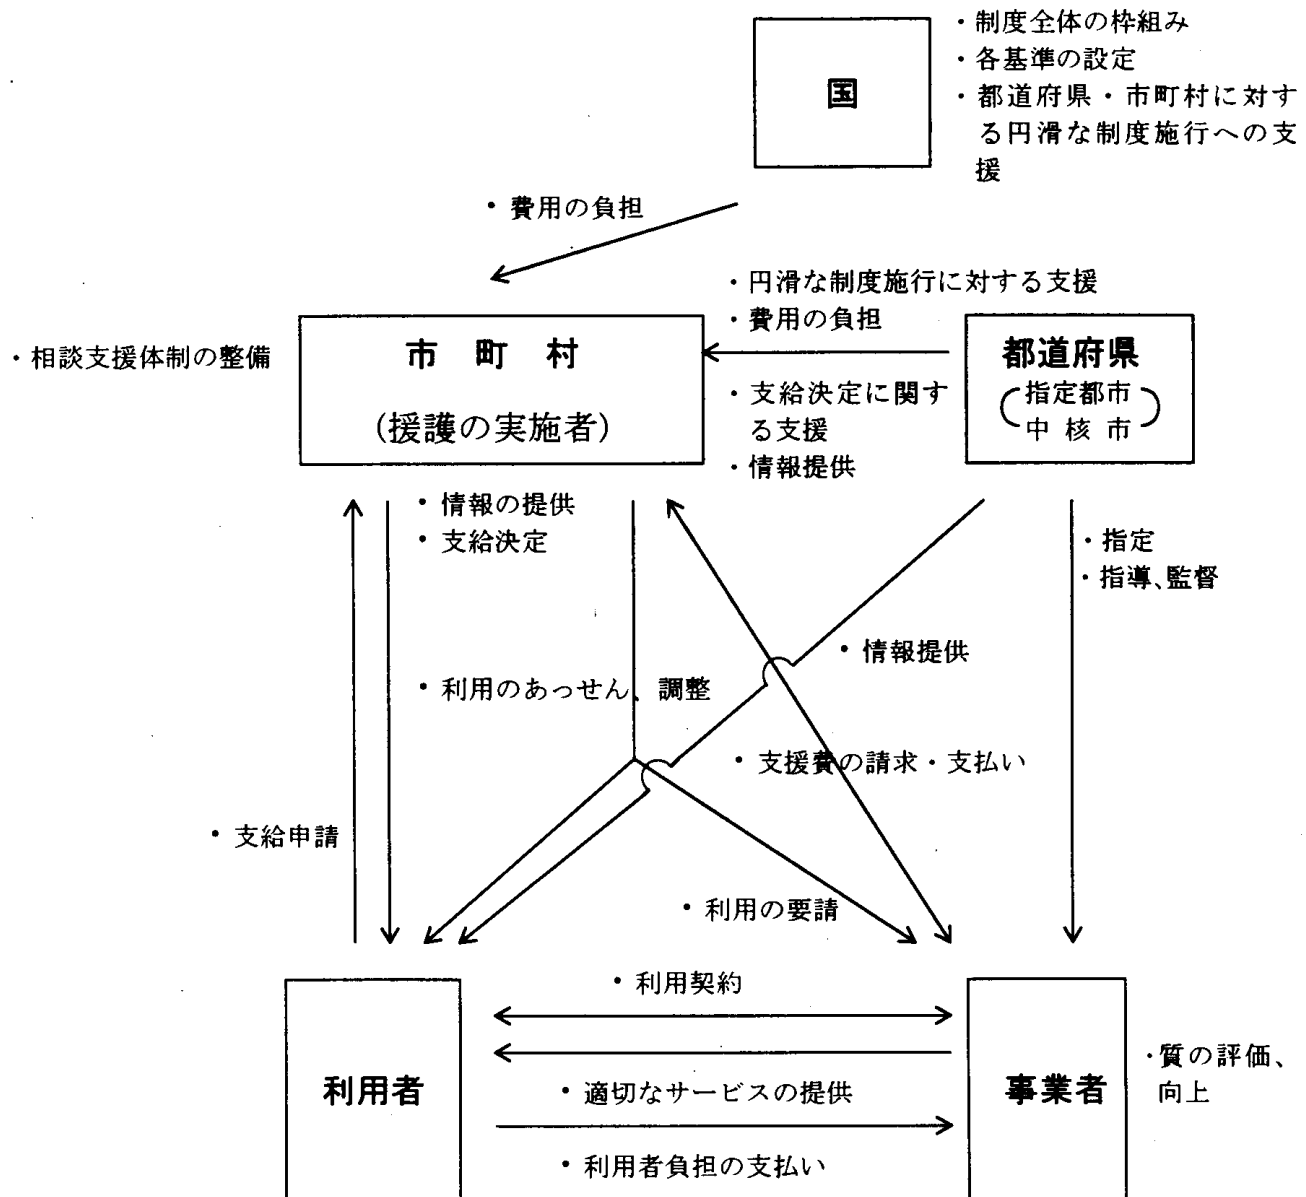 国
・制度全体の枠組み
・各基準の設定
・都道府県・市町村に対す
る円滑な制度施行への支
援
・費用の負担
・円滑な制度施行に対する支援
・費用の負担
・相談支援体制の整備
市 町 村
(援護の実施者)
都道府県
指定都市
中 核 市
・支給決定に関す
る支援
・情報提供
・情報の提供
・支給決定
・指定
・指導、監督
・情報提供
・利用のあっせん、調整
・支援費の請求・支払い
・支給申請
・利用の要請
・利用契約
利用者
事業者
・質の評価、
向上
・適切なサービスの提供
・利用者負担の支払い